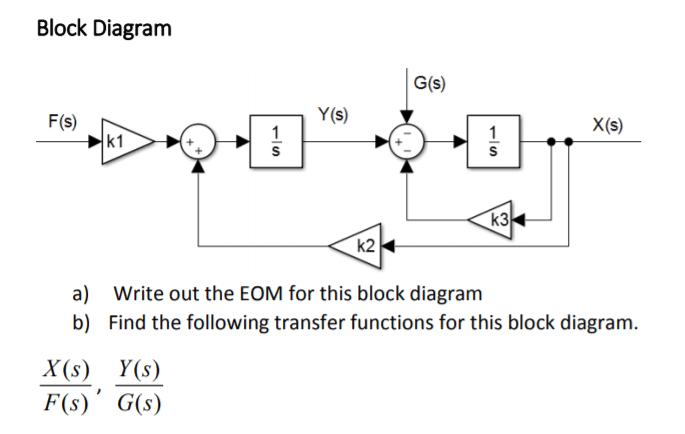 Block Diagram
G(s)
F(s)
Y(s)
X(s)
k1
+
+
1
s
+
−
−
1
s
k3
k2
a) Write out the EOM for this block diagram
b) Find the following transfer functions for this block diagram.
X(s) Y(s)
,
F(s) G(s)